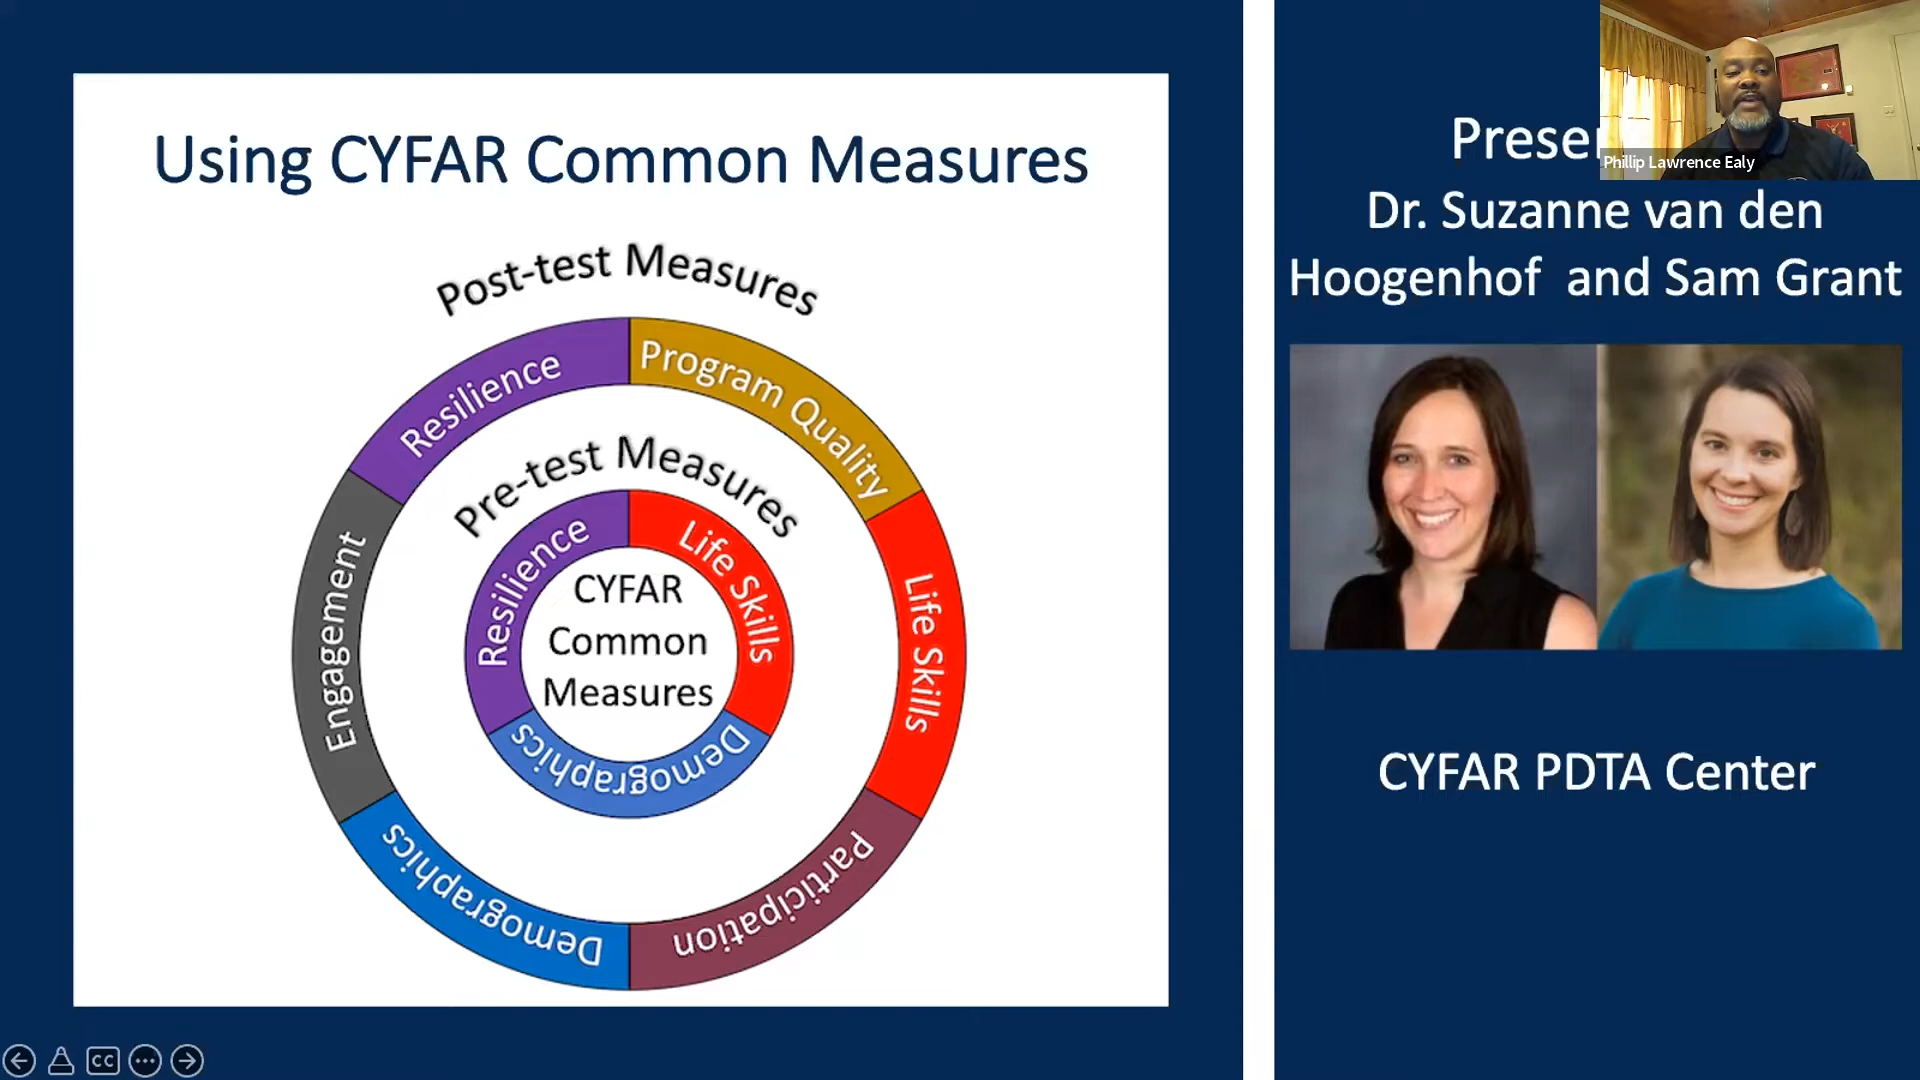 Using CYFAR Common Measures
Post-test Measures
Resilience
Program Quality
Engagement
Life Skills
Demographics
Participation
Pre-test Measures
Resilience
Life Skills
Demographics
CYFAR
Common
Measures
Phillip Lawrence Ealy
Dr. Suzanne van den
Hoogenhof and Sam Grant
CYFAR PDTA Center
CC